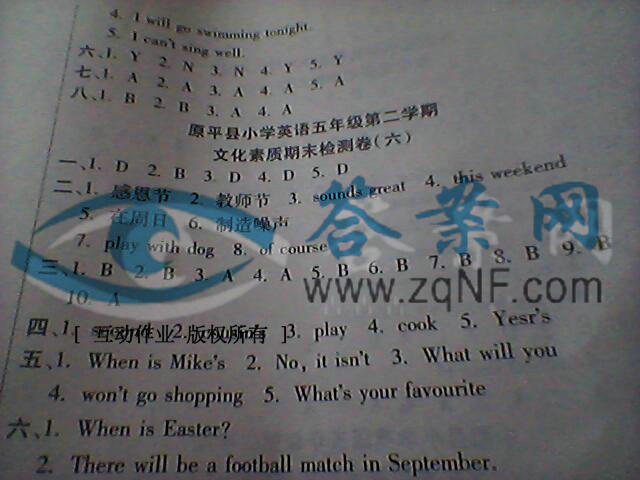 4. I will go swimming tonight.
5. I can't sing well.
六、1. Y 2. N 3. N 4. Y 5. Y
七、1. A 2. A 3. A 4. A 5. A
八、1. B 2. B 3. A 4. A
原平县小学英语五年级第二学期
文化素质期末检测卷(六)
一、1. D 2. B 3. D 4. D 5. D
二、1. 感恩节 2. 教师节 3. sounds great 4. this weekend
5. 在周日 6. 制造噪声
7. play with dog 8. of course
答案网
三、1. B 2. B 3. A 4. A 5. B 6. B 7. B 8. B 9. B
10. A
www.zqNF.com
四、1. 2. 3. play 4. cook 5. Yesr's
[ 互动作业 版权所有 ]
五、1. When is Mike's 2. No, it isn't 3. What will you
4. won't go shopping 5. What's your favourite
六、1. When is Easter?
2. There will be a football match in September.